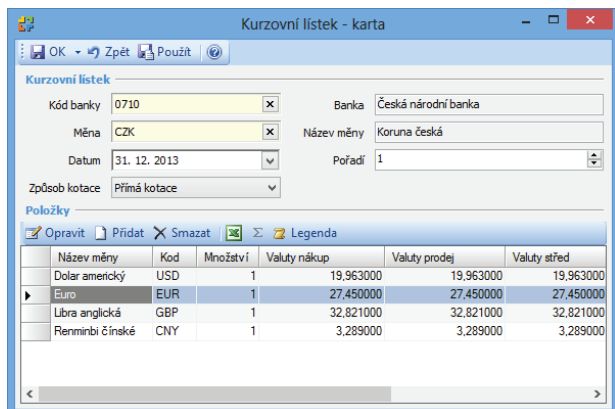 Kurzovní lístek - karta
OK Zpět Použít
Kurzovní lístek
Kód banky 0710 Banka Česká národní banka
Měna CZK Název měny Koruna česká
Datum 31. 12. 2013 Pořadí 1
Způsob kotace Přímá kotace
Položky
Opravit Přidat Smazat Σ Legenda
Název měny Kod Množství Valuty nákup Valuty prodej Valuty střed
Dolar americký USD 1 19,963000 19,963000 19,963000
Euro EUR 1 27,450000 27,450000 27,450000
Libra anglická GBP 1 32,821000 32,821000 32,821000
Renminbi čínské CNY 1 3,289000 3,289000 3,289000